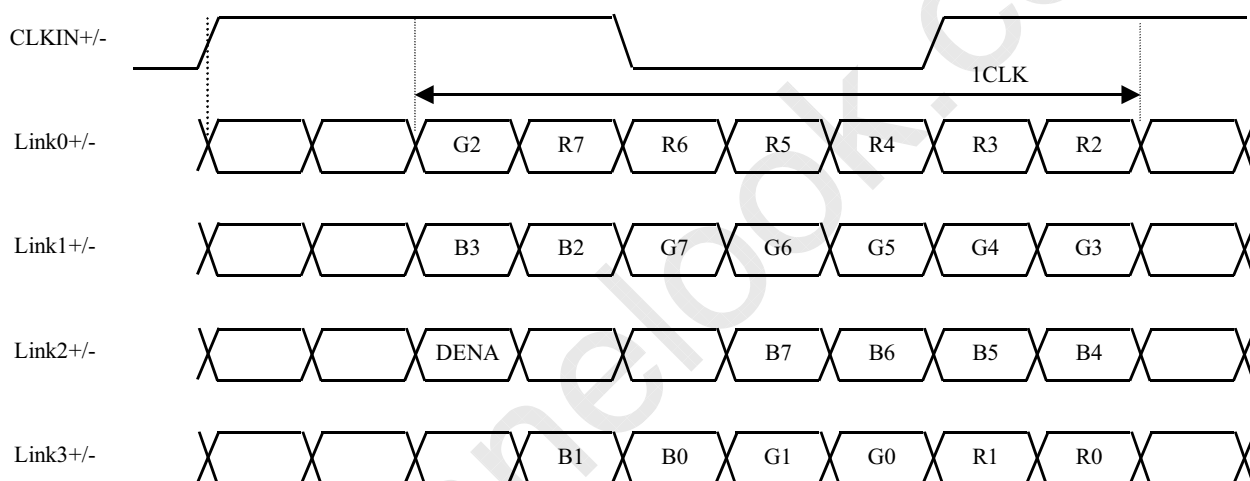 CLKIN+/-
1CLK
Link0+/- G2 R7 R6 R5 R4 R3 R2
Link1+/- B3 B2 G7 G6 G5 G4 G3
Link2+/- DENA B7 B6 B5 B4
Link3+/- B1 B0 G1 G0 R1 R0